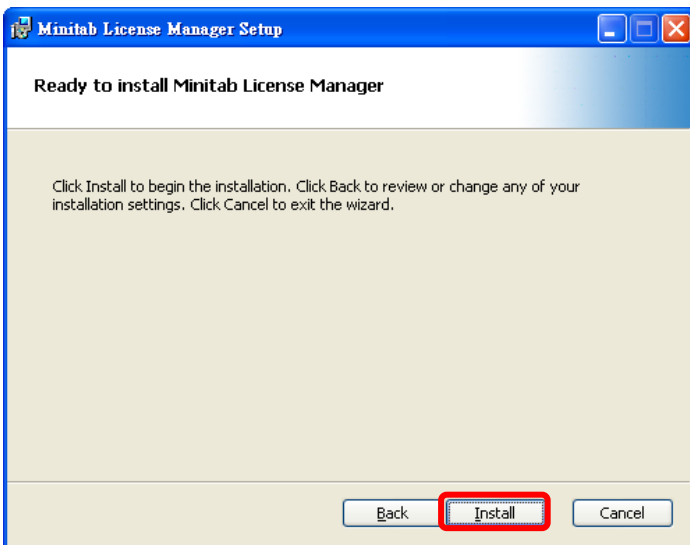 Minitab License Manager Setup
Ready to install Minitab License Manager
Click Install to begin the installation. Click Back to review or change any of your
installation settings. Click Cancel to exit the wizard.
Back Install Cancel